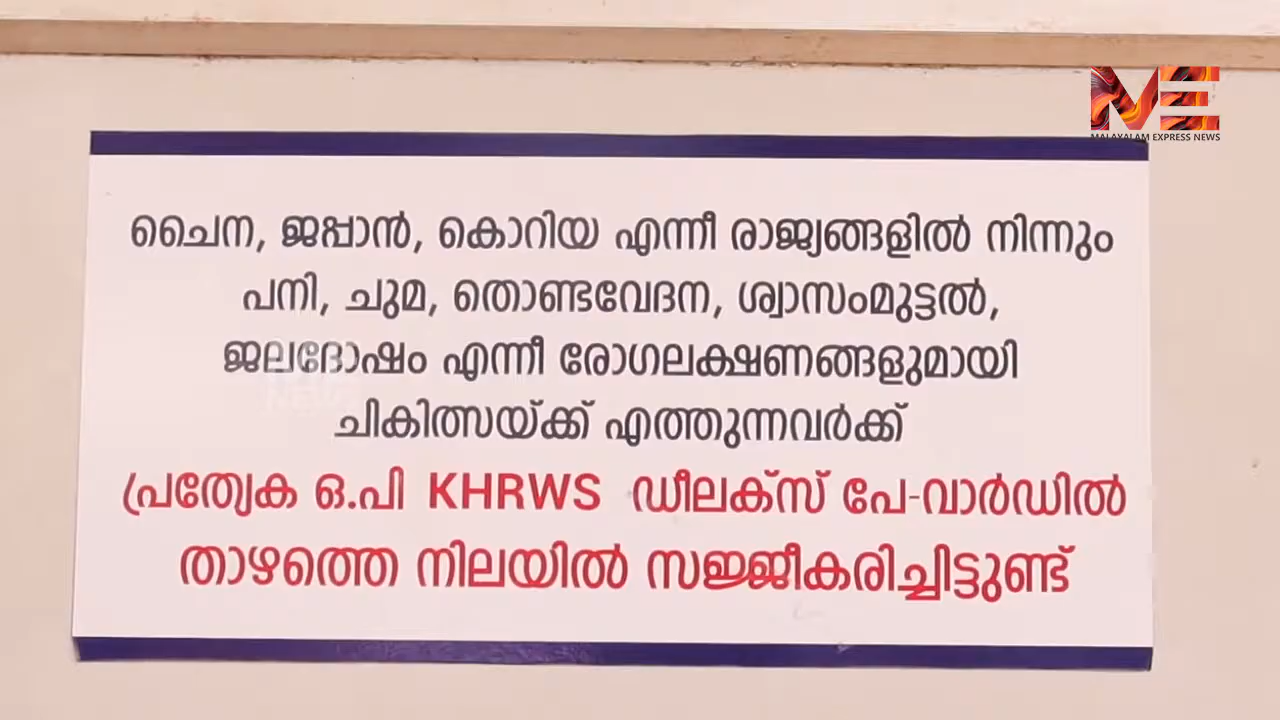 ME
MALAYALAM EXPRESS NEWS
ചൈന, ജപ്പാൻ, കൊറിയ എന്നീ രാജ്യങ്ങളിൽ നിന്നും
പനി, ചുമ, തൊണ്ടവേദന, ശ്വാസംമുട്ടൽ,
ജലദോഷം എന്നീ രോഗലക്ഷണങ്ങളുമായി
ചികിത്സയ്ക്ക് എത്തുന്നവർക്ക്
പ്രത്യേക ഒ.പി KHRWS ഡീലക്സ് പേ-വാർഡിൽ
താഴത്തെ നിലയിൽ സജ്ജീകരിച്ചിട്ടുണ്ട്